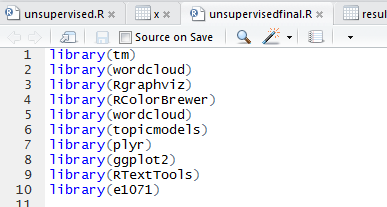 unsupervised.R x unsupervisedfinal.R resul
Source on Save
1 library(tm)
2 library(wordcloud)
3 library(Rgraphviz)
4 library(RColorBrewer)
5 library(wordcloud)
6 library(topicmodels)
7 library(plyr)
8 library(ggplot2)
9 library(RTextTools)
10 library(e1071)